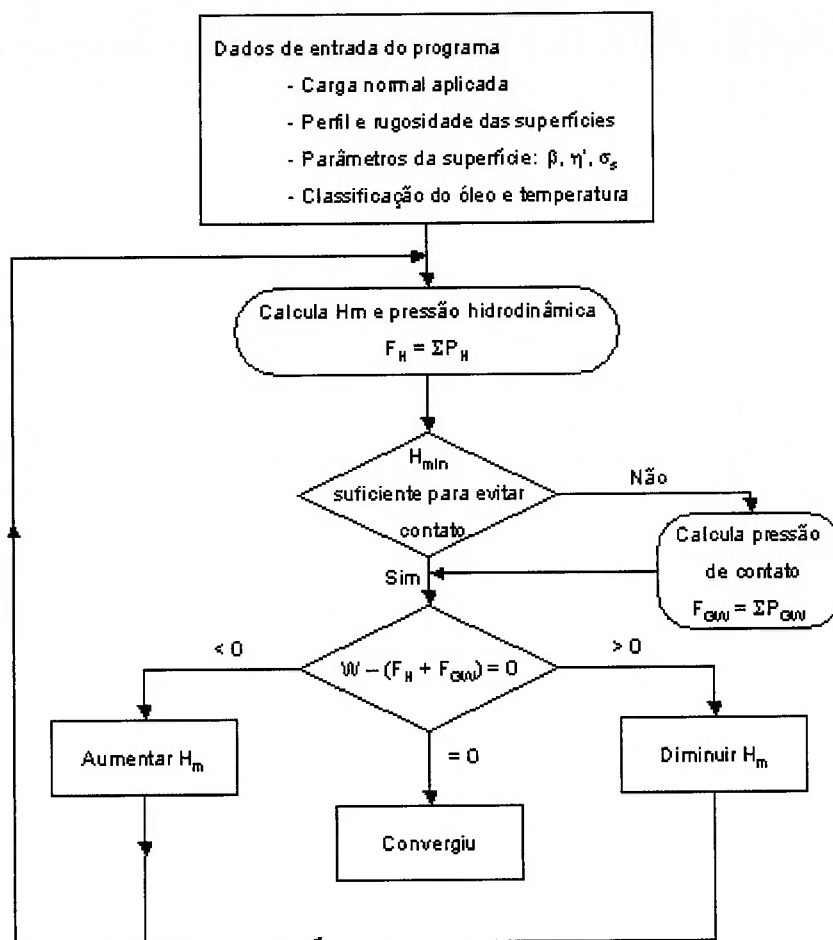 Dados de entrada do programa
- Carga normal aplicada
- Perfil e rugosidade das superfícies
- Parâmetros da superfície: β, η', σs
- Classificação do óleo e temperatura
Calcula Hm e pressão hidrodinâmica
FH = ΣPH
Hmin
suficiente para evitar
contato
Não
Calcula pressão
de contato
FGW = ΣPGW
Sim
< 0
W – (FH + FGW) = 0
> 0
Aumentar Hm
= 0
Diminuir Hm
Convergiu